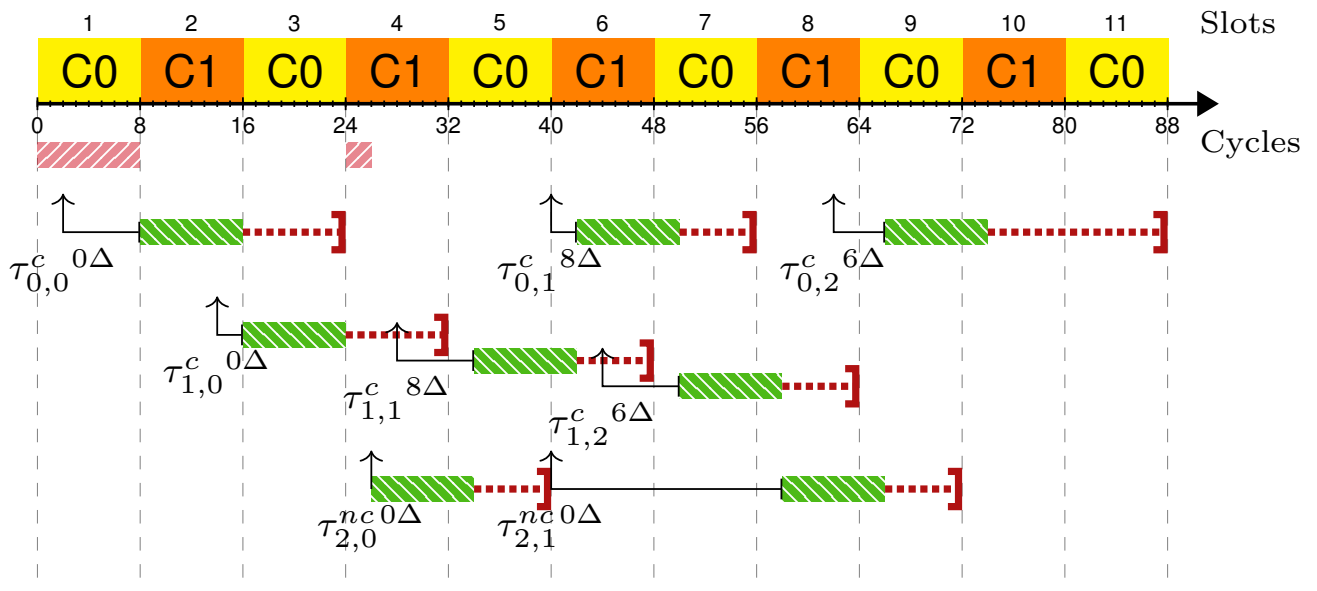 1 2 3 4 5 6 7 8 9 10 11 Slots
C0 C1 C0 C1 C0 C1 C0 C1 C0 C1 C0
0 8 16 24 32 40 48 56 64 72 80 88
Cycles
τ^c_{0,0} 0Δ τ^c_{0,1} 8Δ τ^c_{0,2} 6Δ
τ^c_{1,0} 0Δ τ^c_{1,1} 8Δ τ^c_{1,2} 6Δ
τ^{nc}_{2,0} 0Δ τ^{nc}_{2,1} 0Δ